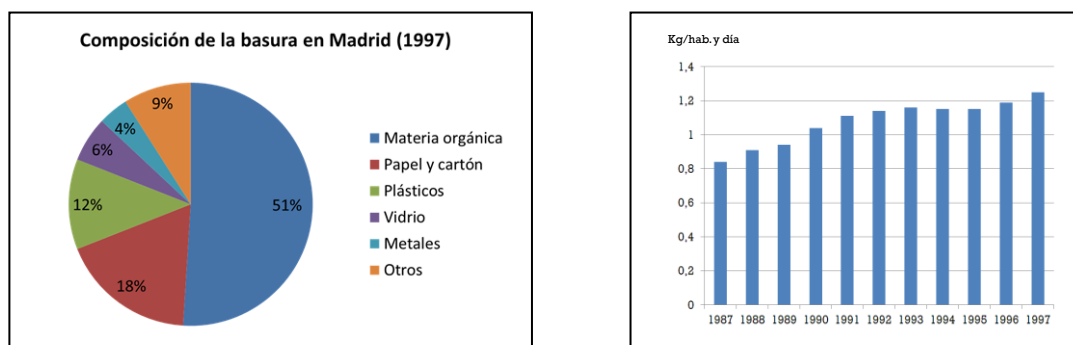 Composición de la basura en Madrid (1997)
9%
4%
6%
12%
18%
51%
Materia orgánica
Papel y cartón
Plásticos
Vidrio
Metales
Otros
Kg/hab.y día
1,4
1,2
1
0,8
0,6
0,4
0,2
0
1987 1988 1989 1990 1991 1992 1993 1994 1995 1996 1997